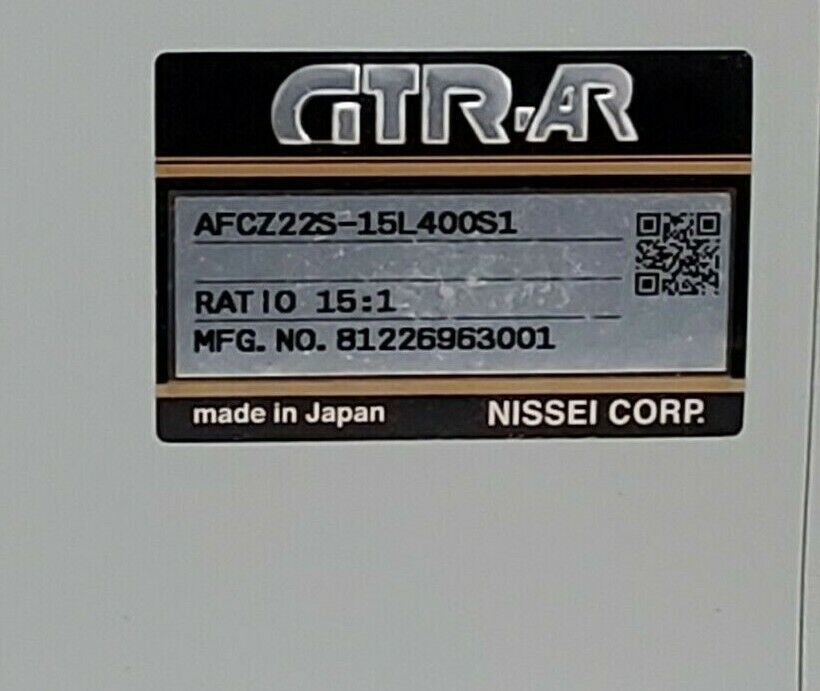 GTR-AR
AFCZ22S-15L400S1
RATIO 15:1
MFG. NO. 81226963001
made in Japan NISSEI CORP.